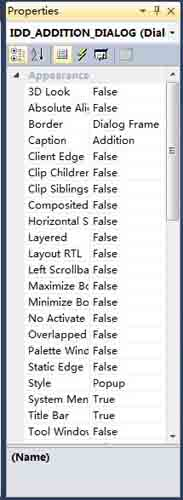 Properties
IDD_ADDITION_DIALOG (Dial
Appearance
3D Look False
Absolute Ali False
Border Dialog Frame
Caption Addition
Client Edge False
Clip Children False
Clip Siblings False
Composited False
Horizontal S False
Layered False
Layout RTL False
Left Scrollba False
Maximize Bo False
Minimize Bo False
No Activate False
Overlapped False
Palette Wind False
Static Edge False
Style Popup
System Men True
Title Bar True
Tool Window False
(Name)